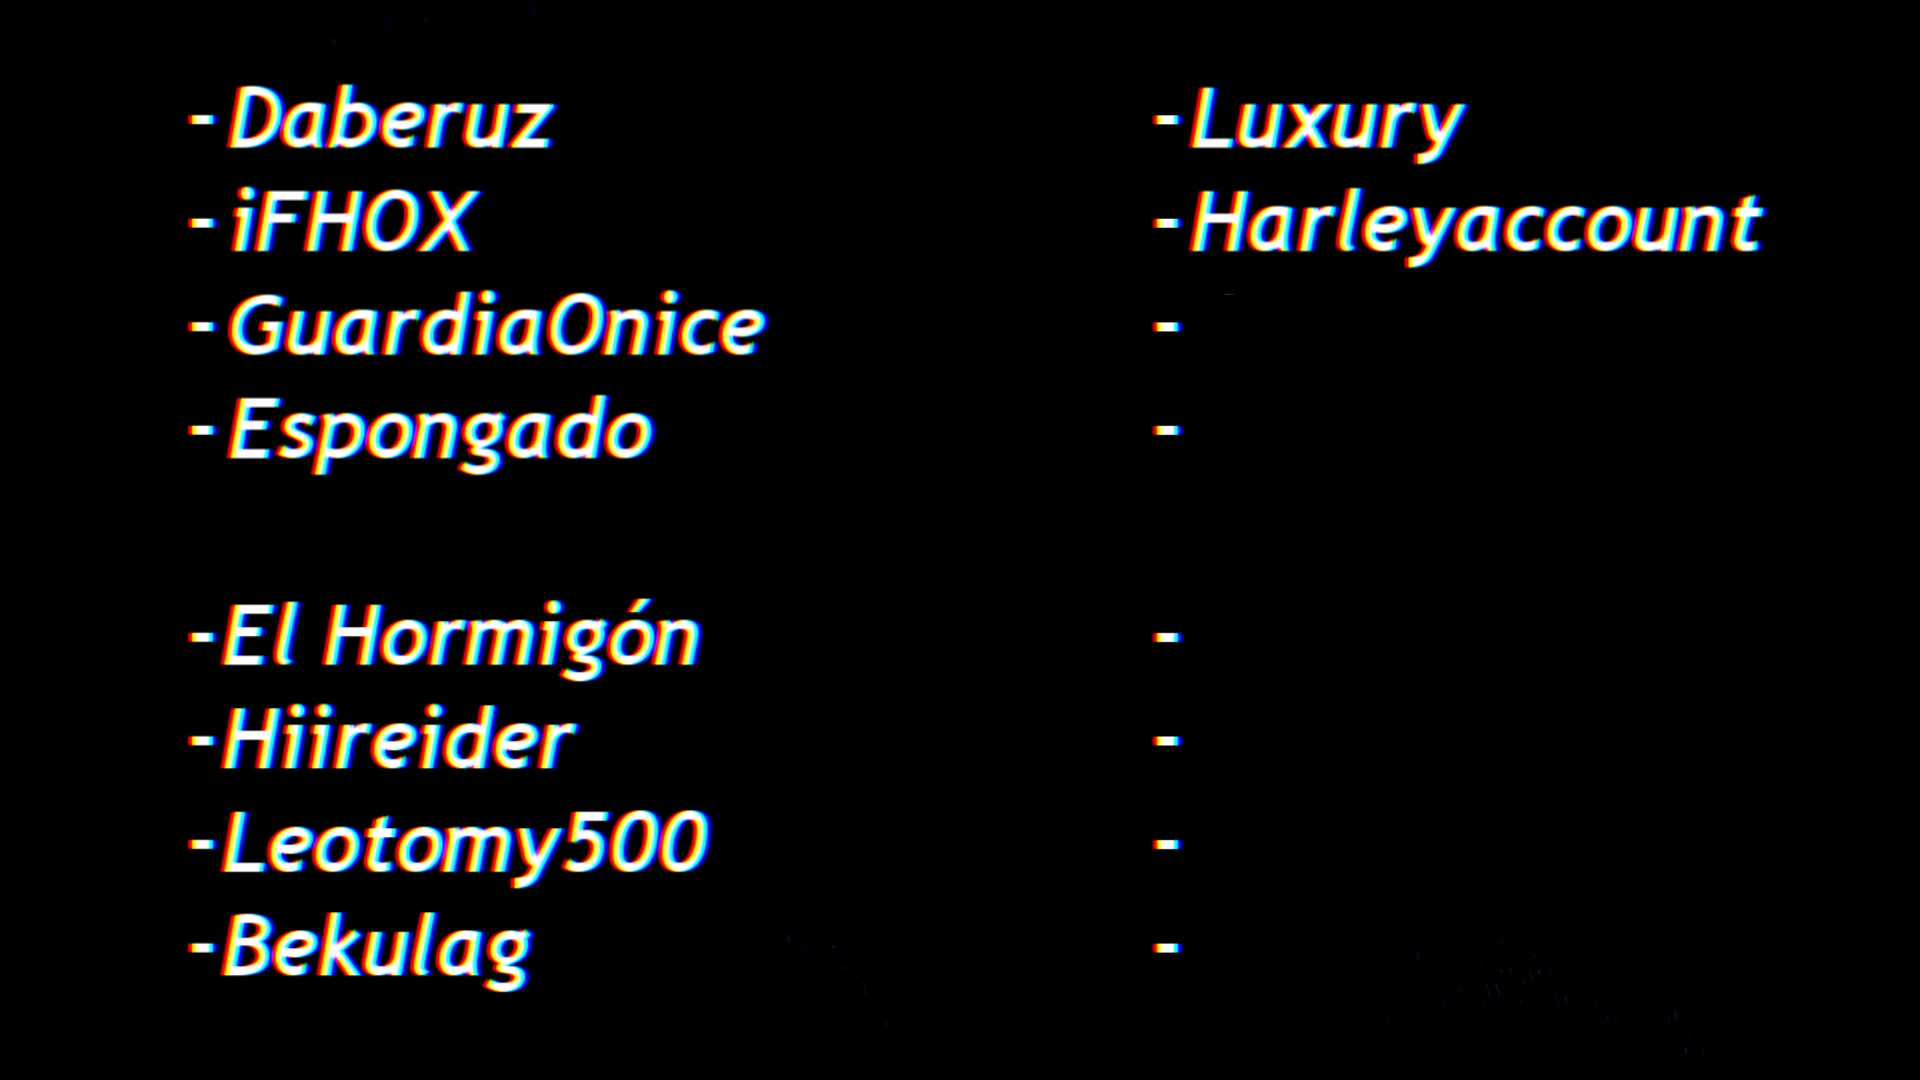 -Daberuz
-iFHOX
-GuardiaOnice
-Espongado
-El Hormigón
-Hiireider
-Leotomy500
-Bekulag
-Luxury
-Harleyaccount
-
-
-
-
-
-